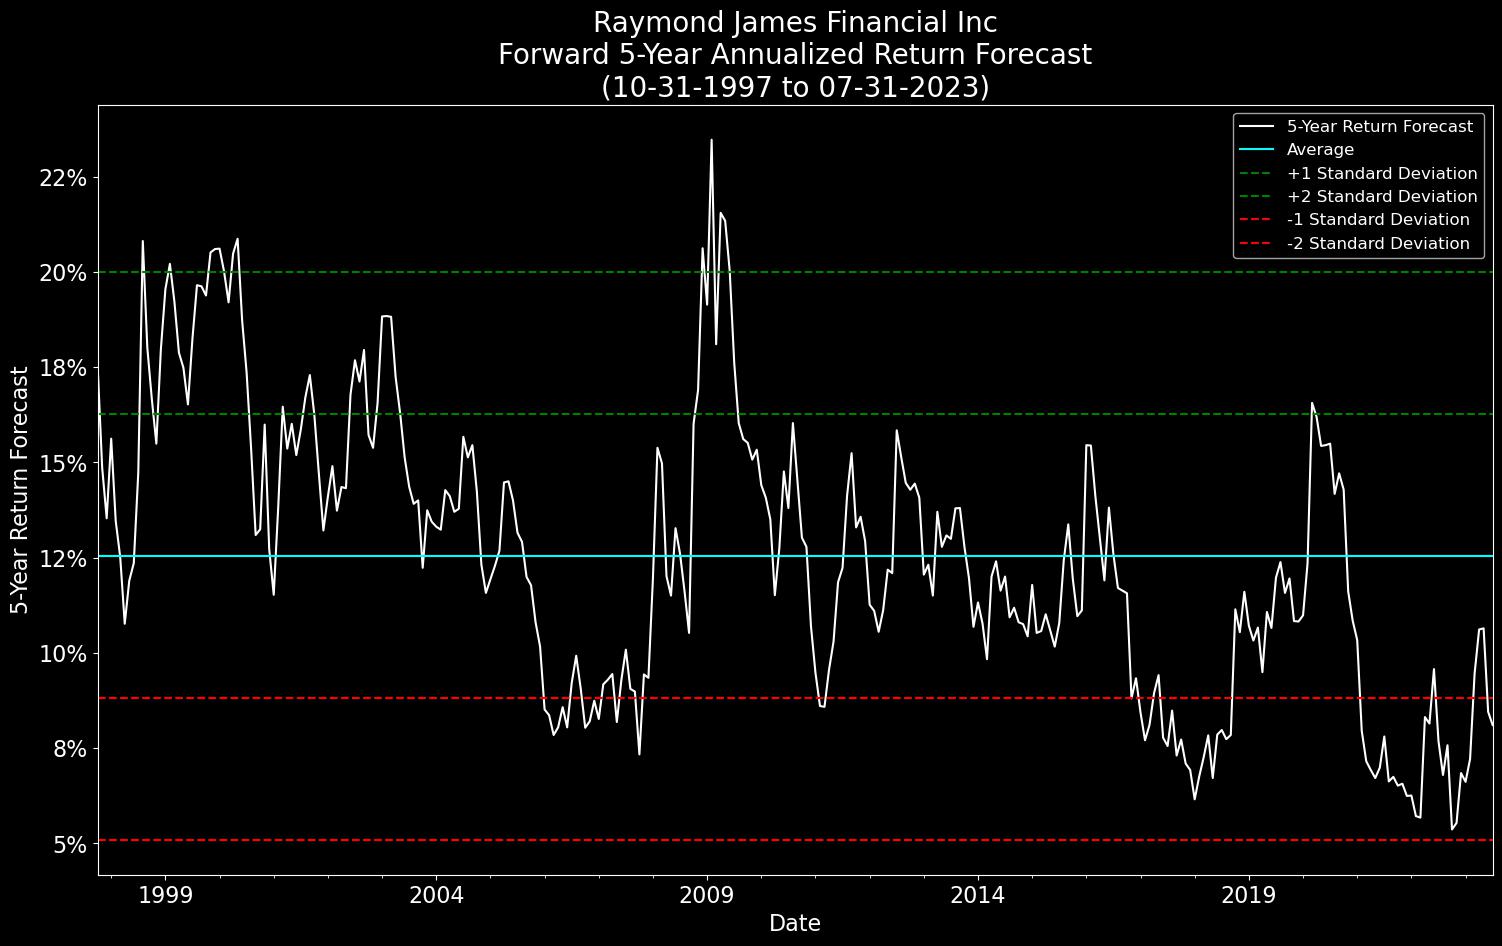 Raymond James Financial Inc
Forward 5-Year Annualized Return Forecast
(10-31-1997 to 07-31-2023)
5-Year Return Forecast
Average
+1 Standard Deviation
+2 Standard Deviation
-1 Standard Deviation
-2 Standard Deviation
22%
20%
18%
15%
12%
10%
8%
5%
5-Year Return Forecast
1999
2004
2009
2014
2019
Date